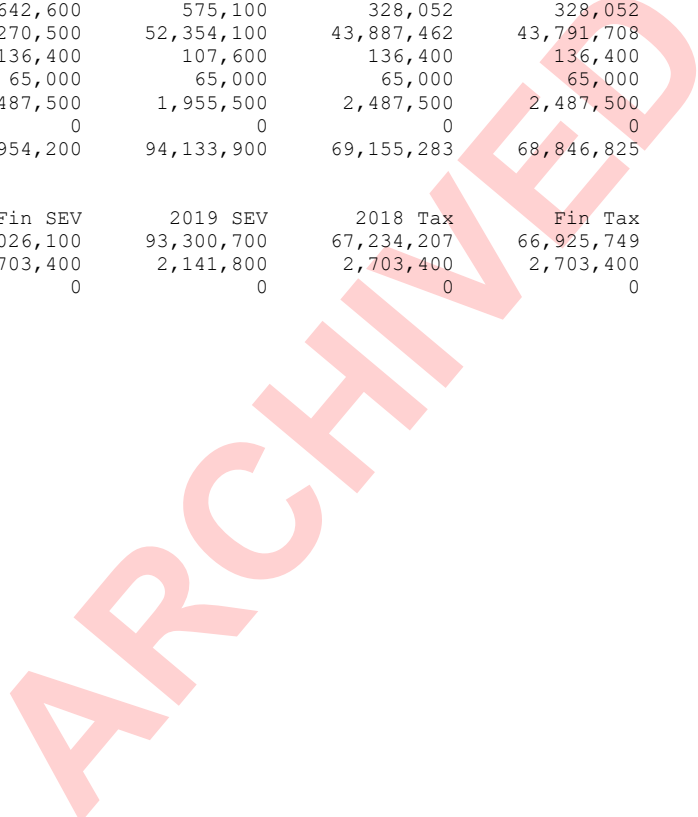 642,600 575,100 328,052 328,052
270,500 52,354,100 43,887,462 43,791,708
136,400 107,600 136,400 136,400
65,000 65,000 65,000 65,000
487,500 1,955,500 2,487,500 2,487,500
0 0 0 0
954,200 94,133,900 69,155,283 68,846,825
Fin SEV 2019 SEV 2018 Tax Fin Tax
026,100 93,300,700 67,234,207 66,925,749
703,400 2,141,800 2,703,400 2,703,400
0 0 0 0
ARCHIVED